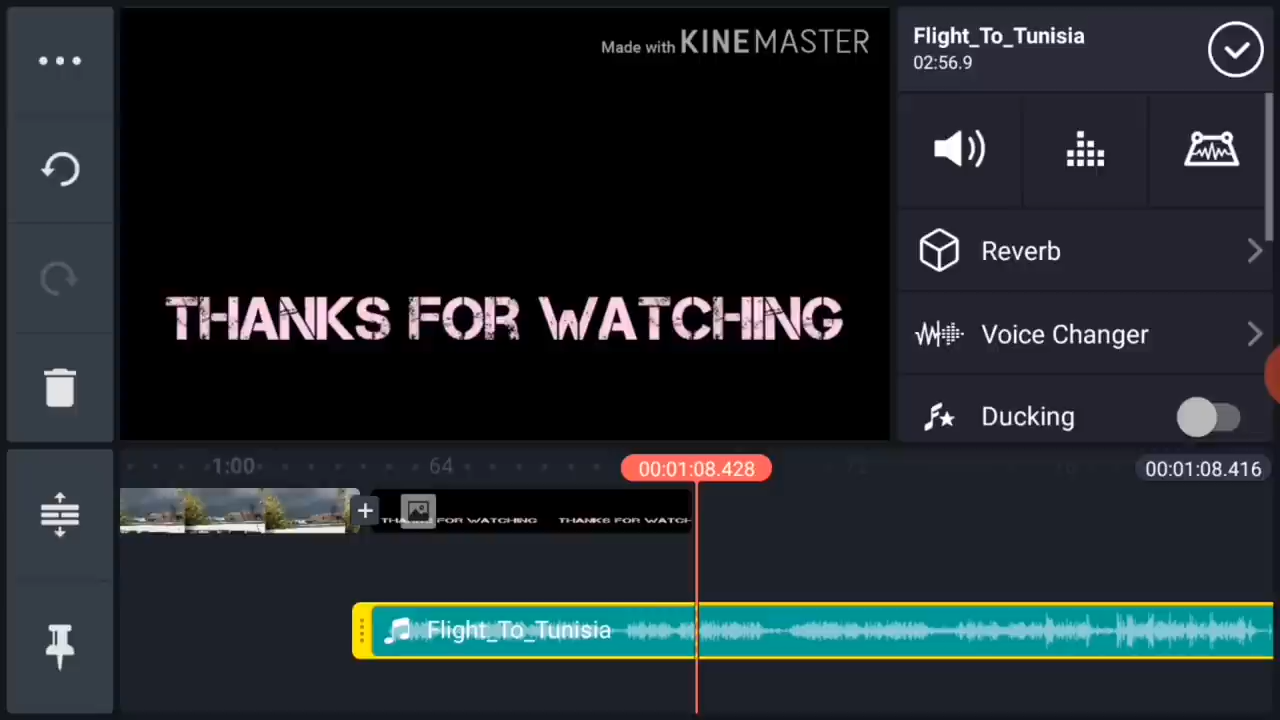 Made with KINEMASTER
THANKS FOR WATCHING
Flight_To_Tunisia
02:56.9
Reverb
Voice Changer
Ducking
1:00
64
00:01:08.428
72
00:01:08.416
THANKS FOR WATCHING
THANKS FOR WATCH
Flight_To_Tunisia